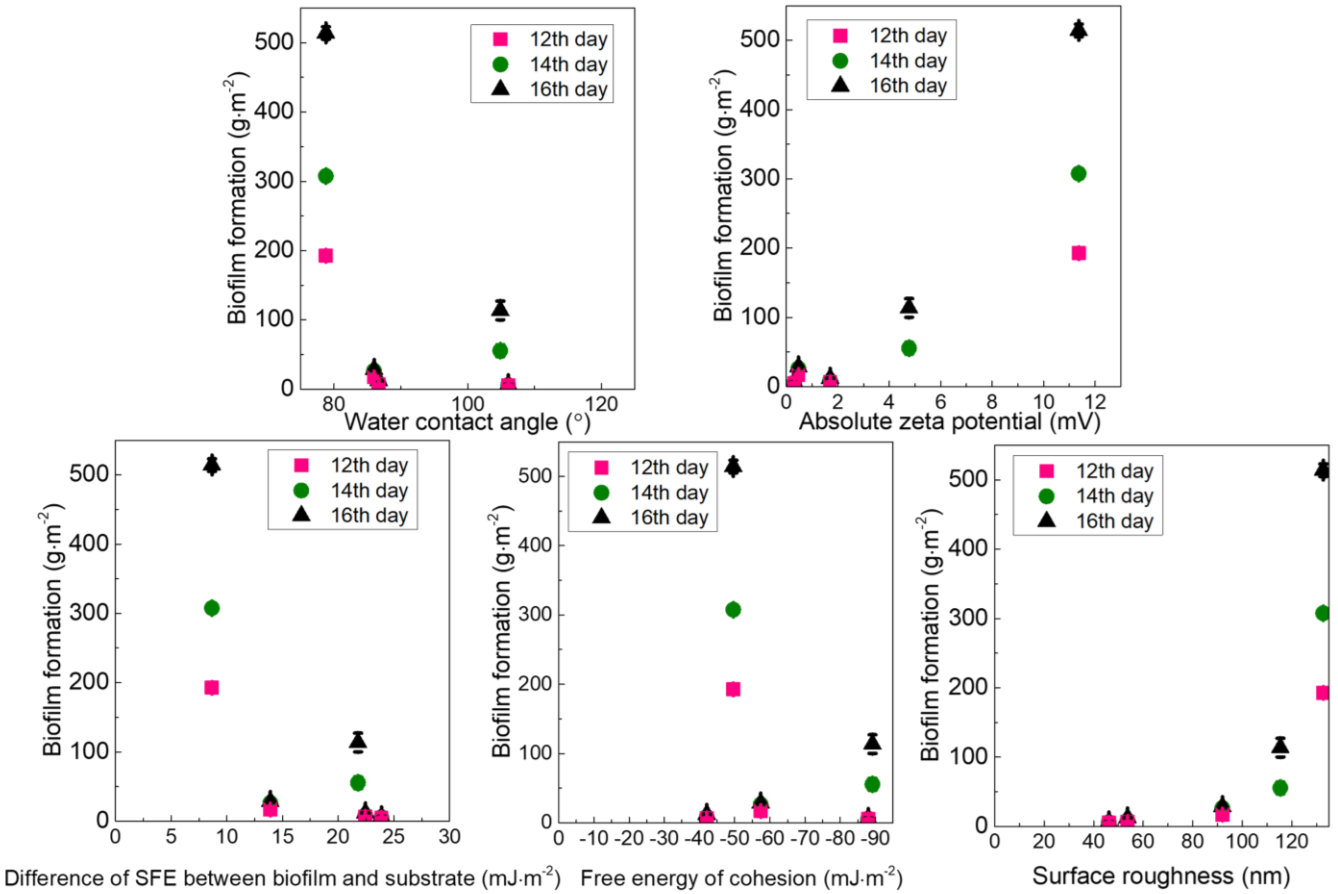 Biofilm formation (g·m⁻²)
500
400
300
200
100
0
12th day
14th day
16th day
80
100
120
Water contact angle (°)
Biofilm formation (g·m⁻²)
500
400
300
200
100
0
12th day
14th day
16th day
0 2 4 6 8 10 12
Absolute zeta potential (mV)
Biofilm formation (g·m⁻²)
500
400
300
200
100
0
12th day
14th day
16th day
0 5 10 15 20 25 30
Difference of SFE between biofilm and substrate (mJ·m⁻²)
Biofilm formation (g·m⁻²)
500
400
300
200
100
0
12th day
14th day
16th day
0 -10 -20 -30 -40 -50 -60 -70 -80 -90
Free energy of cohesion (mJ·m⁻²)
Biofilm formation (g·m⁻²)
500
400
300
200
100
0
12th day
14th day
16th day
0 20 40 60 80 100 120
Surface roughness (nm)